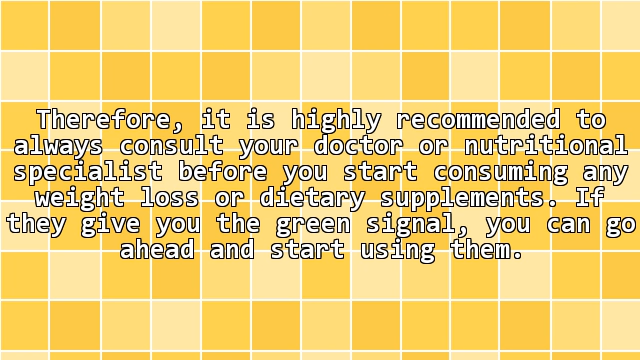 Therefore, it is highly recommended to
always consult your doctor or nutritional
specialist before you start consuming any
weight loss or dietary supplements. If
they give you the green signal, you can go
ahead and start using them.